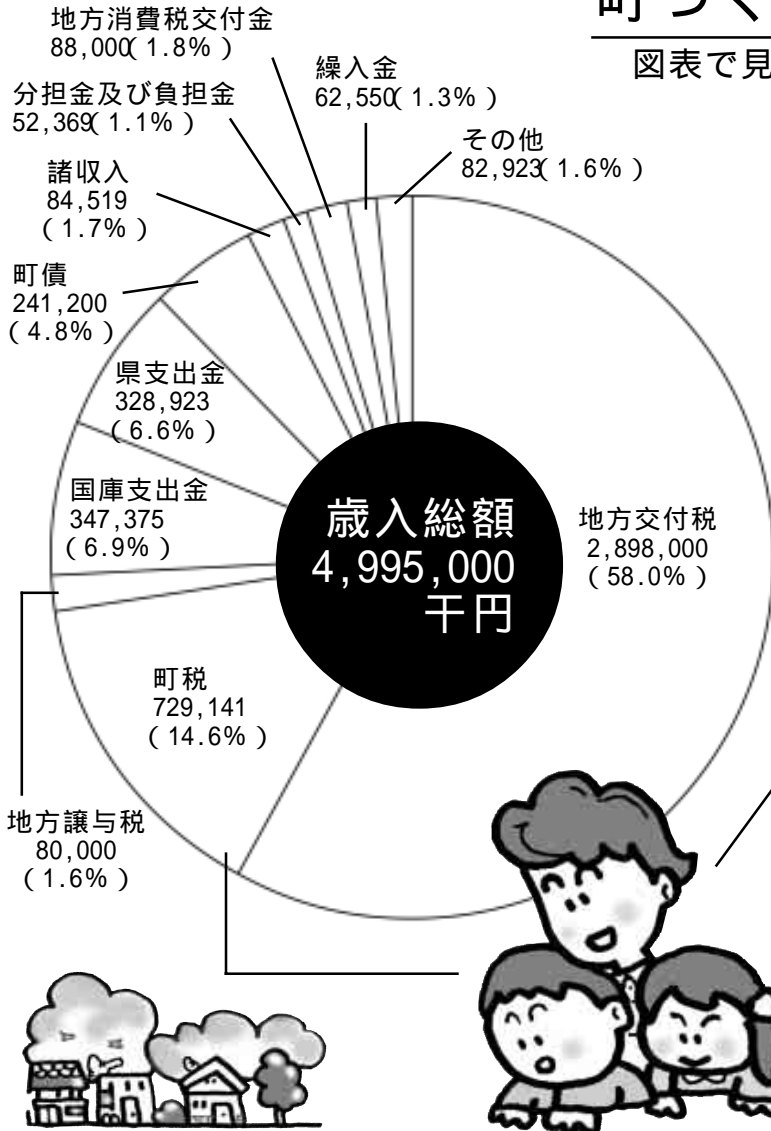 町づく
図表で見
地方消費税交付金
88,000(1.8%)
繰入金
62,550(1.3%)
分担金及び負担金
52,369(1.1%)
その他
82,923(1.6%)
諸収入
84,519
(1.7%)
町債
241,200
(4.8%)
県支出金
328,923
(6.6%)
国庫支出金
347,375
(6.9%)
歳入総額
4,995,000
千円
地方交付税
2,898,000
(58.0%)
町税
729,141
(14.6%)
地方譲与税
80,000
(1.6%)